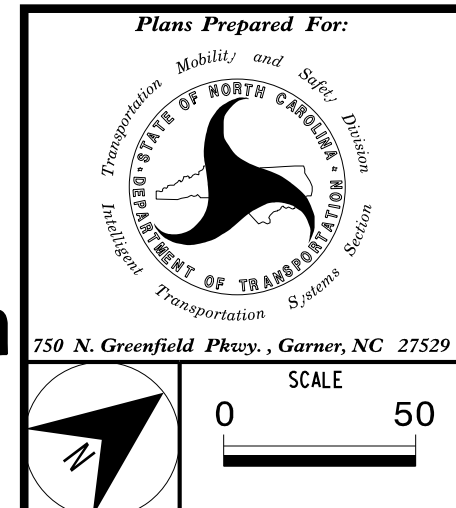 Plans Prepared For:
Transportation Mobility and Safety Division
STATE OF NORTH CAROLINA
DEPARTMENT OF TRANSPORTATION
Intelligent Transportation Systems Section
750 N. Greenfield Pkwy. , Garner, NC 27529
N
SCALE
0 50